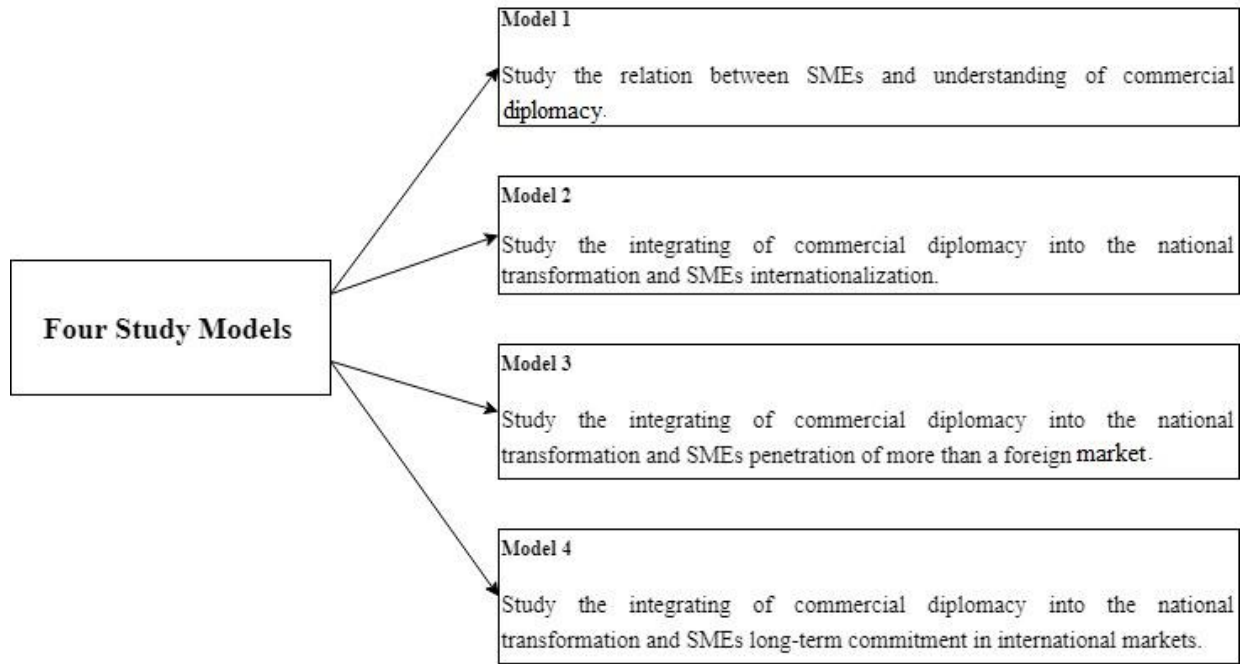 Four Study Models
Model 1
Study the relation between SMEs and understanding of commercial
diplomacy.
Model 2
Study the integrating of commercial diplomacy into the national
transformation and SMEs internationalization.
Model 3
Study the integrating of commercial diplomacy into the national
transformation and SMEs penetration of more than a foreign market.
Model 4
Study the integrating of commercial diplomacy into the national
transformation and SMEs long-term commitment in international markets.